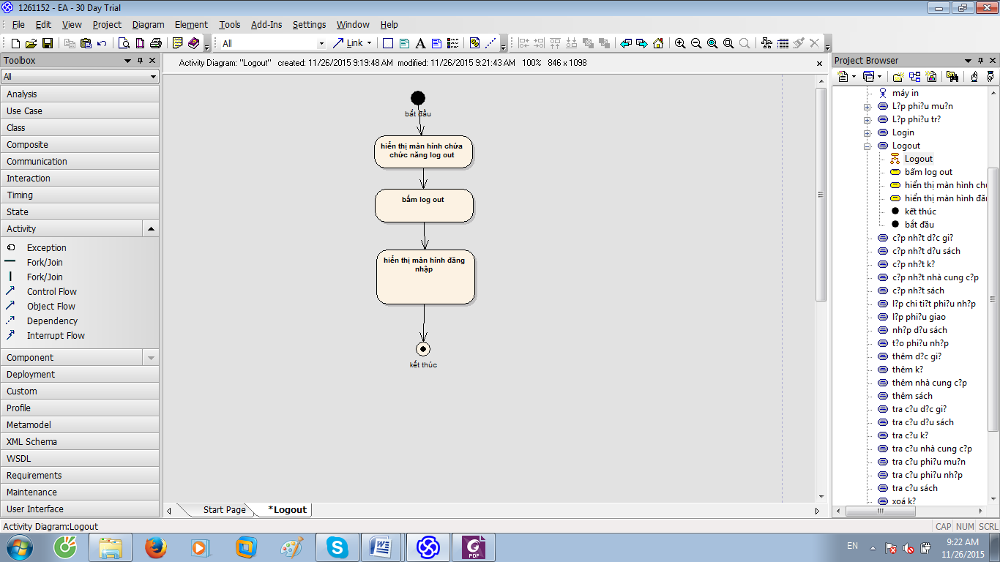 1261152 - EA - 30 Day Trial
File Edit View Project Diagram Element Tools Add-Ins Settings Window Help
All Link
Toolbox
All
Analysis
Use Case
Class
Composite
Communication
Interaction
Timing
State
Activity
Exception
Fork/Join
Fork/Join
Control Flow
Object Flow
Dependency
Interrupt Flow
Component
Deployment
Custom
Profile
Metamodel
XML Schema
WSDL
Requirements
Maintenance
User Interface
Activity Diagram: "Logout" created: 11/26/2015 9:19:48 AM modified: 11/26/2015 9:21:43 AM 100% 846 x 1098
bắt đầu
hiển thị màn hình chứa
chức năng log out
bấm log out
hiển thị màn hình đăng
nhập
kết thúc
Start Page *Logout
Project Browser
máy in
L?p phi?u mu?n
L?p phi?u tr?
Login
Logout
Logout
bấm log out
hiển thị màn hình chứ
hiển thị màn hình đă
kết thúc
bắt đầu
c?p nh?t d?c gi?
c?p nh?t d?u sách
c?p nh?t k?
c?p nh?t nhà cung c?p
c?p nh?t sách
l?p chi ti?t phi?u nh?p
l?p phi?u giao
nh?p d?u sách
t?o phi?u nh?p
thêm d?c gi?
thêm k?
thêm nhà cung c?p
thêm sách
tra c?u d?c gi?
tra c?u d?u sách
tra c?u k?
tra c?u nhà cung c?p
tra c?u phi?u mu?n
tra c?u phi?u nh?p
tra c?u sách
xoá k?
Activity Diagram:Logout
CAP NUM SCRL
PDF
EN
9:22 AM
11/26/2015